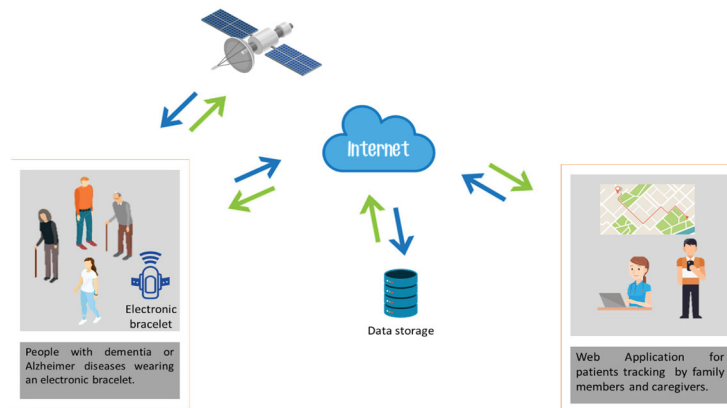 Internet
Electronic
bracelet
Data storage
People with dementia or
Alzheimer diseases wearing
an electronic bracelet.
Web Application for
patients tracking by family
members and caregivers.